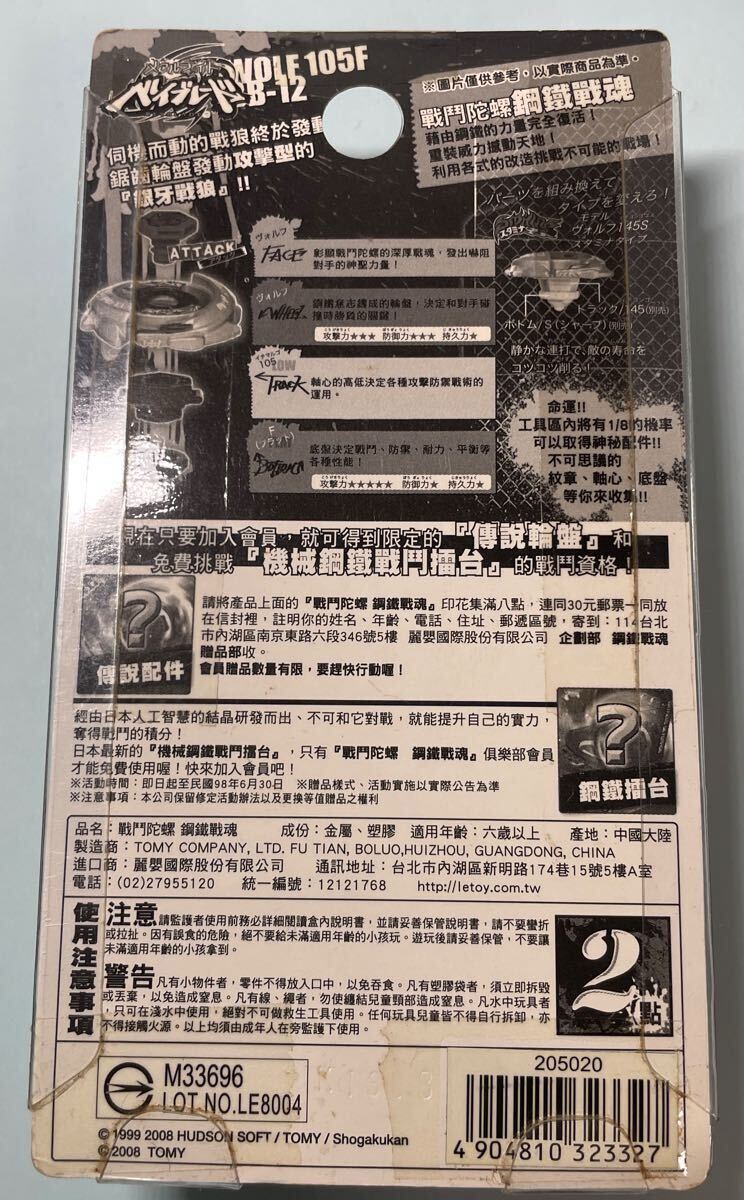 メタルファイト
ベイブレード
WOLF 105F
B-12
伺機而動的戰狼終於發動
鋸齒輪盤發動攻擊型的
『銀牙戰狼』!!
※圖片僅供參考，以實際商品為準。
戰鬥陀螺鋼鐵戰魂
藉由鋼鐵的力量完全復活！
重裝威力撼動天地！
利用各式的改造挑戰不可能的戰場！
パーツを組み換えて
タイプを変えろ！
モデル
ヴォルフ145S
スタミナタイプ
スタミナ
トラック/145(別売)
ボトム/S(シャープ)(別売)
静かな連打で、敵の寿命を
コツコツ削る！
ATTACK
アタック
ヴォルフ
FACE
彰顯戰鬥陀螺的深厚戰魂，發出嚇阻
對手的神聖力量！
ヴォルフ
WHEEL
鋼鐵意志鑄成的輪盤，決定和對手碰
撞時勝負的關鍵！
攻撃力★★★ 防御力★★★ 持久力★
105
LOW
TRACK
軸心的高低決定各種攻擊防禦戰術的
運用。
F
(フラット)
BOTTOM
底盤決定戰鬥、防禦、耐力、平衡等
各種性能！
攻撃力★★★★★ 防御力★ 持久力★
命運!!
工具區內將有1/8的機率
可以取得神秘配件!!
不可思議的
紋章、軸心、底盤
等你來收集!!
現在只要加入會員，就可得到限定的『傳說輪盤』和
免費挑戰『機械鋼鐵戰鬥擂台』的戰鬥資格！
?
傳說配件
請將產品上面的『戰鬥陀螺 鋼鐵戰魂』印花集滿八點，連同30元郵票一同放
在信封裡，註明你的姓名、年齡、電話、住址、郵遞區號，寄到：114台北
市內湖區南京東路六段346號5樓 麗嬰國際股份有限公司 企劃部 鋼鐵戰魂
贈品部收。
會員贈品數量有限，要趕快行動喔！
經由日本人工智慧的結晶研發而出、不可和它對戰，就能提升自己的實力，
奪得戰鬥的積分！
日本最新的『機械鋼鐵戰鬥擂台』，只有『戰鬥陀螺 鋼鐵戰魂』俱樂部會員
才能免費使用喔！快來加入會員吧！
※活動時間：即日起至民國98年6月30日 ※贈品樣式、活動實施以實際公告為準
※注意事項：本公司保留修定活動辦法以及更換等值贈品之權利
?
鋼鐵擂台
品名：戰鬥陀螺 鋼鐵戰魂 成份：金屬、塑膠 適用年齡：六歲以上 產地：中國大陸
製造商：TOMY COMPANY, LTD. FU TIAN, BOLUO,HUIZHOU, GUANGDONG, CHINA
進口商：麗嬰國際股份有限公司 通訊地址：台北市內湖區新明路174巷15號5樓A室
電話：(02)27955120 統一編號：12121768 http://letoy.com.tw
使用注意事項
注意 請監護者使用前務必詳細閱讀盒內說明書，並請妥善保管說明書，請不要彎折
或拉扯。因有誤食的危險，絕不要給未滿適用年齡的小孩玩。遊玩後請妥善保管，不要讓
未滿適用年齡的小孩拿到。
警告 凡有小物件者，零件不得放入口中，以免吞食。凡有塑膠袋者，須立即拆毀
或丟棄，以免造成窒息。凡有線、繩者，勿使纏結兒童頸部造成窒息。凡水中玩具者
，只可在淺水中使用，絕對不可做救生工具使用。任何玩具兒童皆不得自行拆卸，亦
不得接觸火源。以上均須由成年人在旁監護下使用。
2
點
M33696
LOT NO.LE8004
© 1999 2008 HUDSON SOFT / TOMY / Shogakukan
©2008 TOMY
205020
4 904810 323327